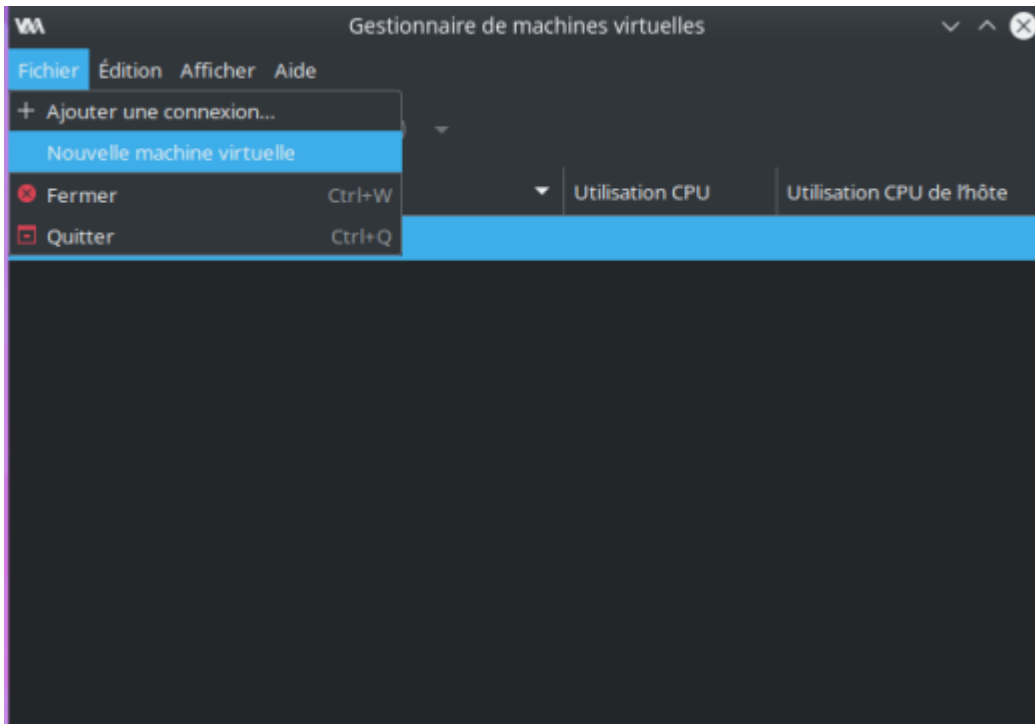 Gestionnaire de machines virtuelles
Fichier Édition Afficher Aide
Ajouter une connexion...
Nouvelle machine virtuelle
Fermer Ctrl+W
Utilisation CPU Utilisation CPU de l'hôte
Quitter Ctrl+Q